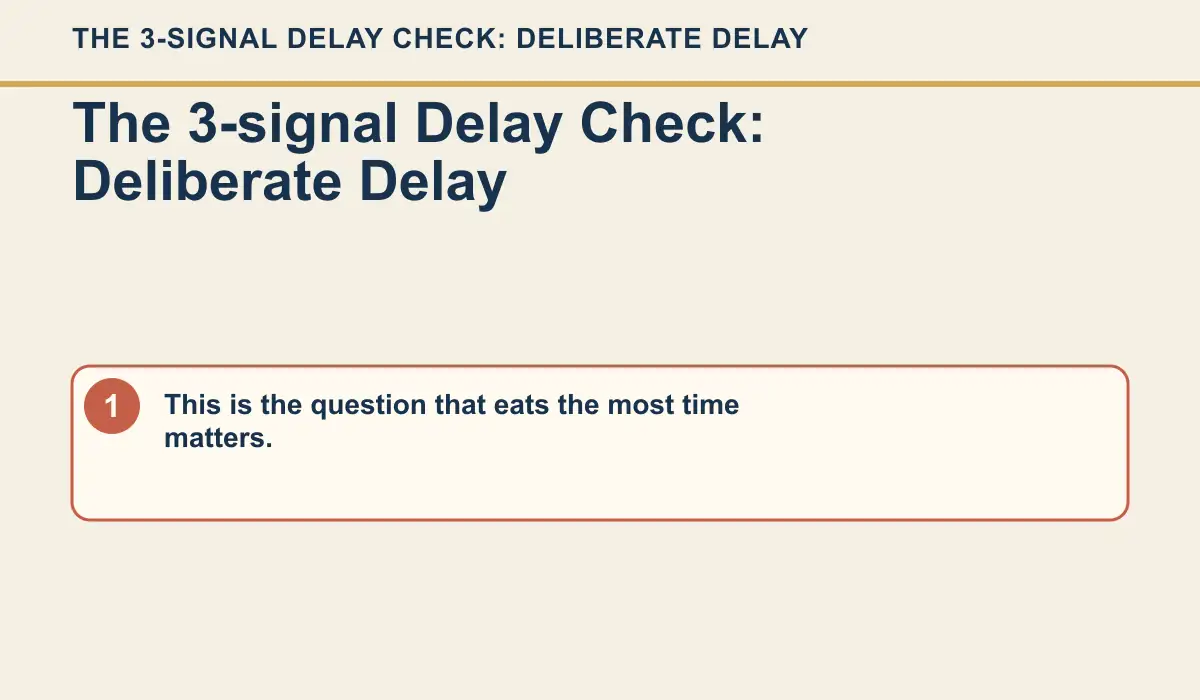 THE 3-SIGNAL DELAY CHECK: DELIBERATE DELAY
The 3-signal Delay Check:
Deliberate Delay
1
This is the question that eats the most time
matters.